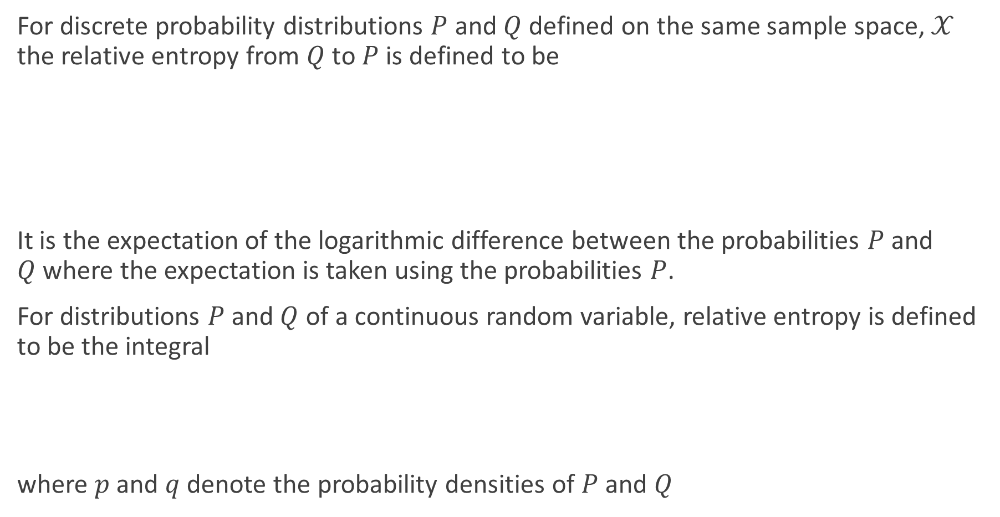 For discrete probability distributions P and Q defined on the same sample space, 𝒳
the relative entropy from Q to P is defined to be
It is the expectation of the logarithmic difference between the probabilities P and
Q where the expectation is taken using the probabilities P.
For distributions P and Q of a continuous random variable, relative entropy is defined
to be the integral
where p and q denote the probability densities of P and Q